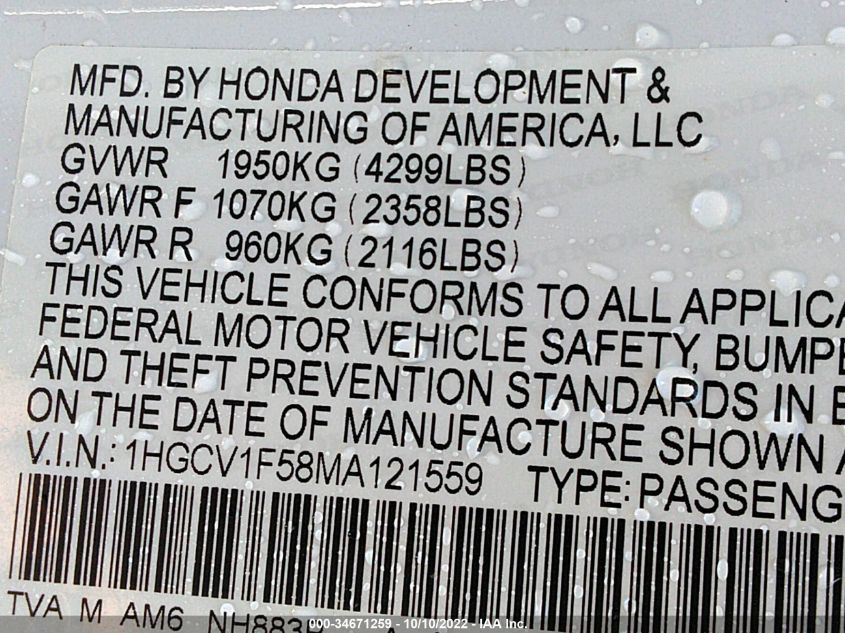 MFD. BY HONDA DEVELOPMENT &
MANUFACTURING OF AMERICA, LLC
GVWR 1950KG (4299LBS)
GAWR F 1070KG (2358LBS)
GAWR R 960KG (2116LBS)
THIS VEHICLE CONFORMS TO ALL APPLICA
FEDERAL MOTOR VEHICLE SAFETY, BUMPE
AND THEFT PREVENTION STANDARDS IN E
ON THE DATE OF MANUFACTURE SHOWN A
V.I.N.: 1HGCV1F58MA121559 TYPE: PASSENG
TVA M AM6 NH883P
000-34671259 - 10/10/2022 - IAA Inc.